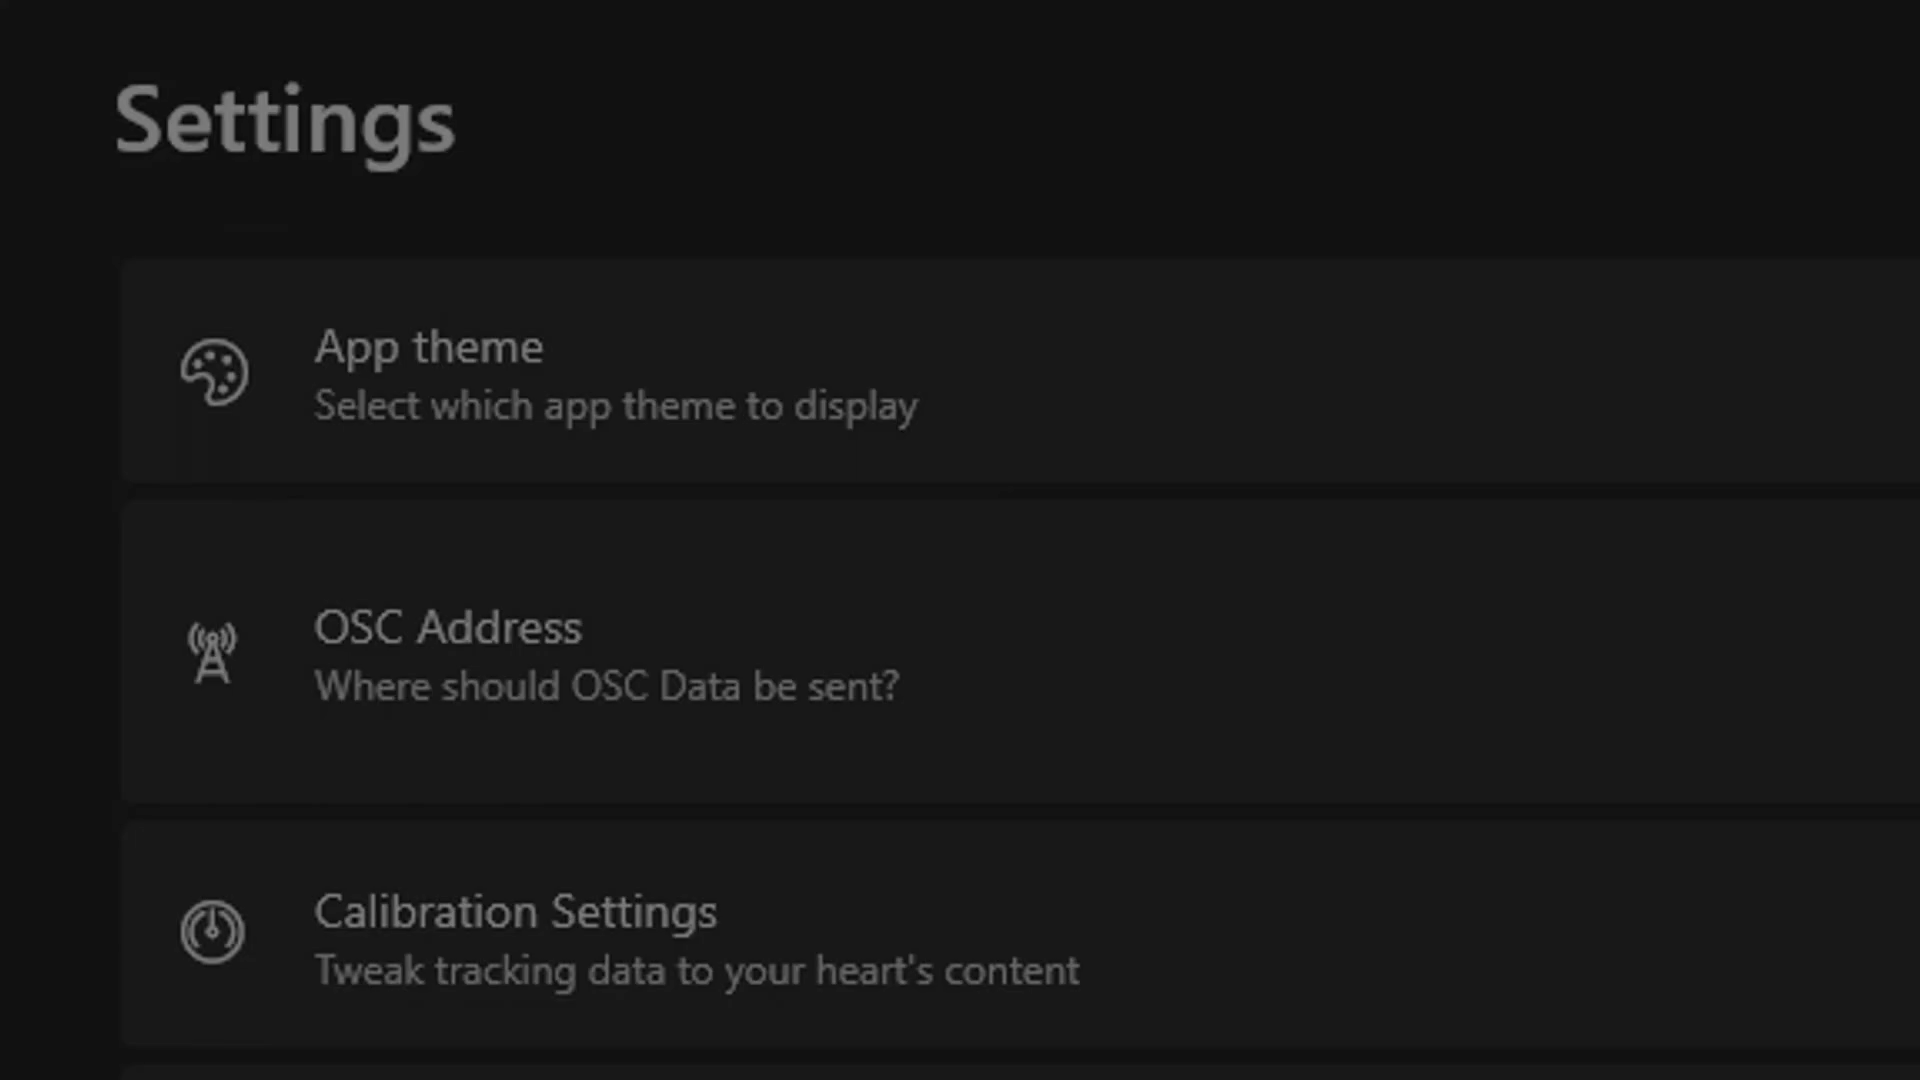 Settings
App theme
Select which app theme to display
OSC Address
Where should OSC Data be sent?
Calibration Settings
Tweak tracking data to your heart's content